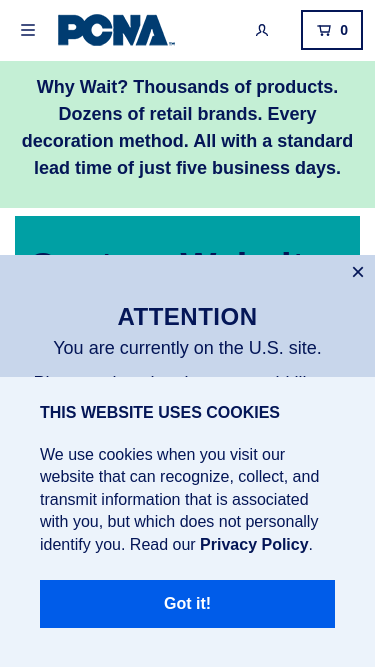 PCNA
0
Why Wait? Thousands of products.
Dozens of retail brands. Every
decoration method. All with a standard
lead time of just five business days.
ATTENTION
You are currently on the U.S. site.
THIS WEBSITE USES COOKIES
We use cookies when you visit our
website that can recognize, collect, and
transmit information that is associated
with you, but which does not personally
identify you. Read our Privacy Policy.
Got it!